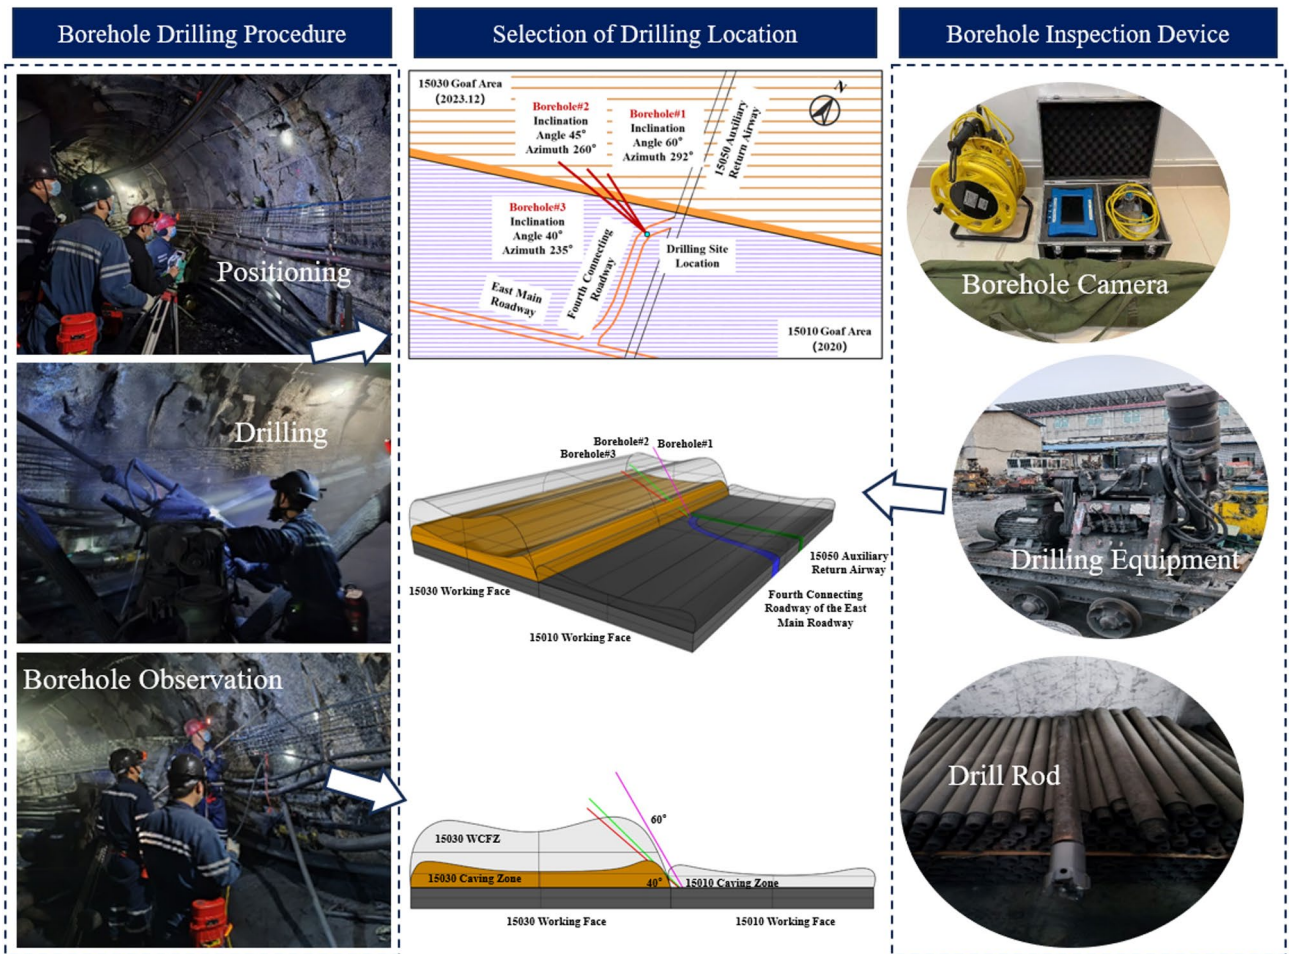 Borehole Drilling Procedure
Positioning
Drilling
Borehole Observation
Selection of Drilling Location
15030 Goaf Area
(2023.12)
Borehole#2
Inclination
Angle 45°
Azimuth 260°
Borehole#1
Inclination
Angle 60°
Azimuth 292°
15050 Auxiliary
Return Airway
N
Borehole#3
Inclination
Angle 40°
Azimuth 235°
Fourth Connecting
Roadway
Drilling Site
Location
East Main
Roadway
15010 Goaf Area
(2020)
Borehole#2
Borehole#1
Borehole#3
15050 Auxiliary
Return Airway
15030 Working Face
Fourth Connecting
Roadway of the East
Main Roadway
15010 Working Face
60°
15030 WCFZ
15030 Caving Zone
40°
15010 Caving Zone
15030 Working Face
15010 Working Face
Borehole Inspection Device
Borehole Camera
Drilling Equipment
Drill Rod